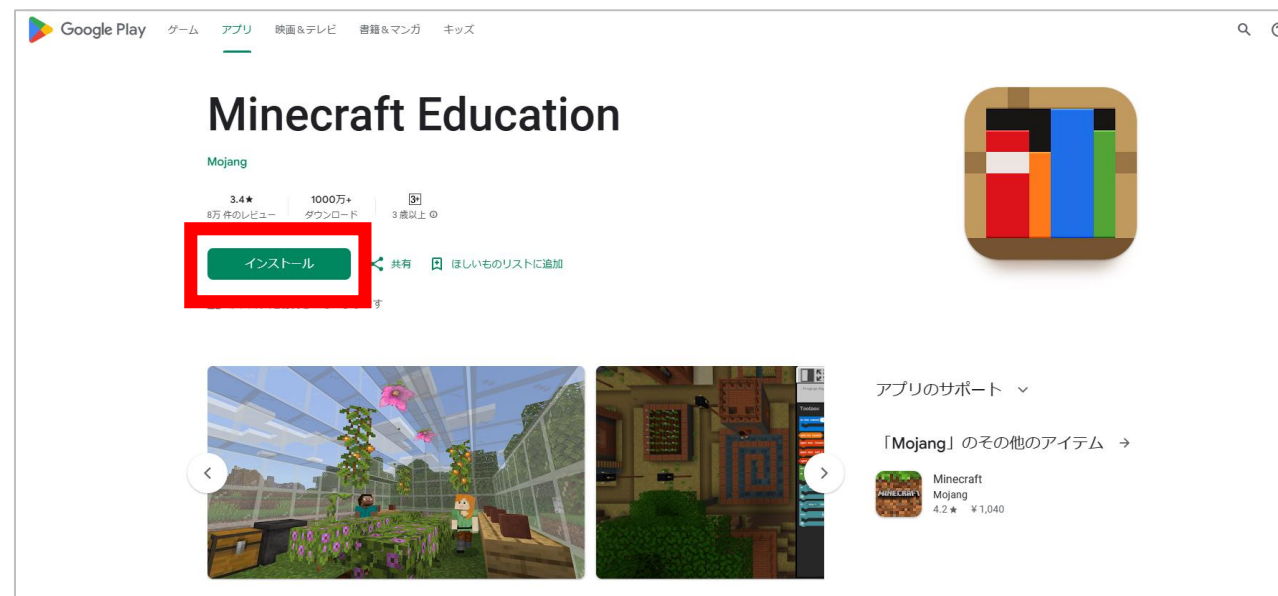 Google Play ゲーム アプリ 映画&テレビ 書籍&マンガ キッズ
Minecraft Education
Mojang
3.4★ 1000万+ 3+
8万 件のレビュー ダウンロード 3 歳以上
インストール 共有 ほしいものリストに追加
す
アプリのサポート
「Mojang」のその他のアイテム →
Toolbox
MINECRAFT
Minecraft
Mojang
4.2★ ¥1,040